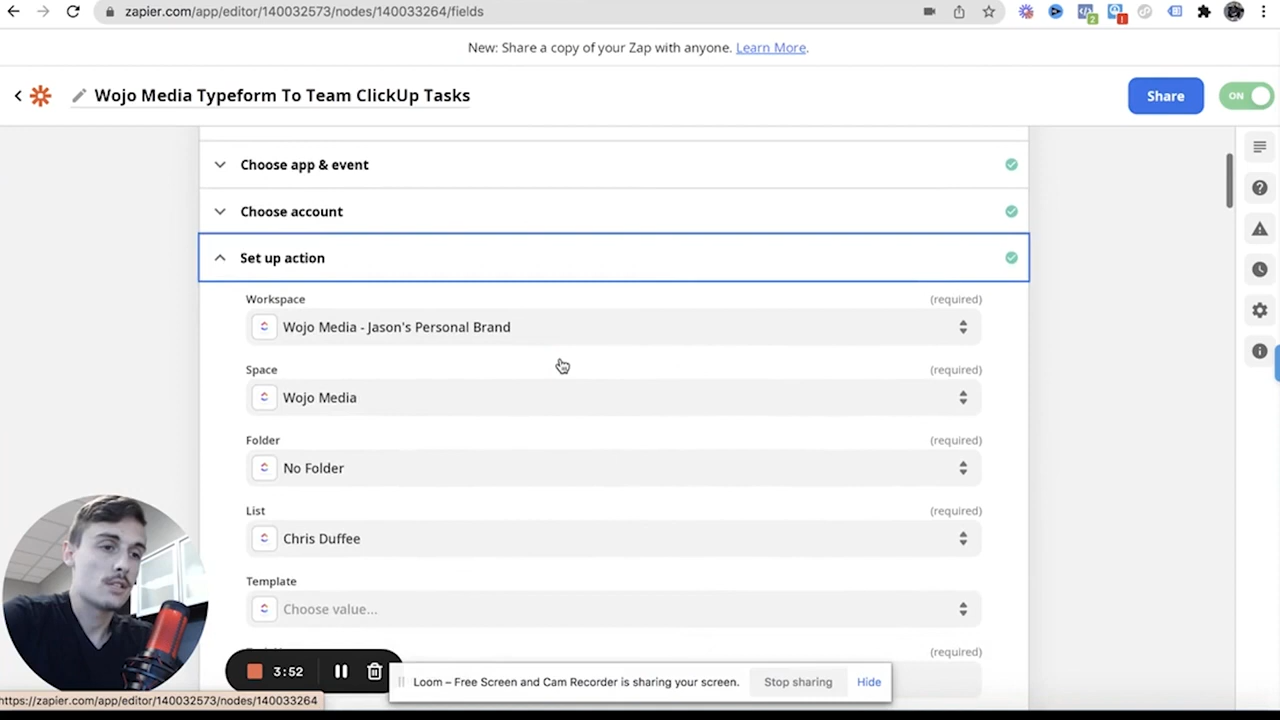 zapier.com/app/editor/140032573/nodes/140033264/fields
2
!
New: Share a copy of your Zap with anyone. Learn More.
Wojo Media Typeform To Team ClickUp Tasks
Share
ON
Choose app & event
Choose account
Set up action
Workspace (required)
Wojo Media - Jason's Personal Brand
Space (required)
Wojo Media
Folder (required)
No Folder
List (required)
Chris Duffee
Template
Choose value...
(required)
3:52
Loom – Free Screen and Cam Recorder is sharing your screen. Stop sharing Hide
https://zapier.com/app/editor/140032573/nodes/140033264